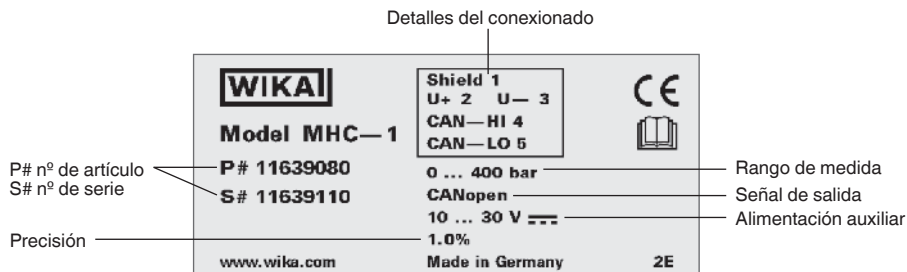 Detalles del conexionado
WIKA
Model MHC—1
P# 11639080
S# 11639110
Shield 1
U+ 2 U— 3
CAN—HI 4
CAN—LO 5
0 ... 400 bar
CANopen
10 ... 30 V
1.0%
www.wika.com
Made in Germany
2E
CE
P# nº de artículo
S# nº de serie
Precisión
Rango de medida
Señal de salida
Alimentación auxiliar